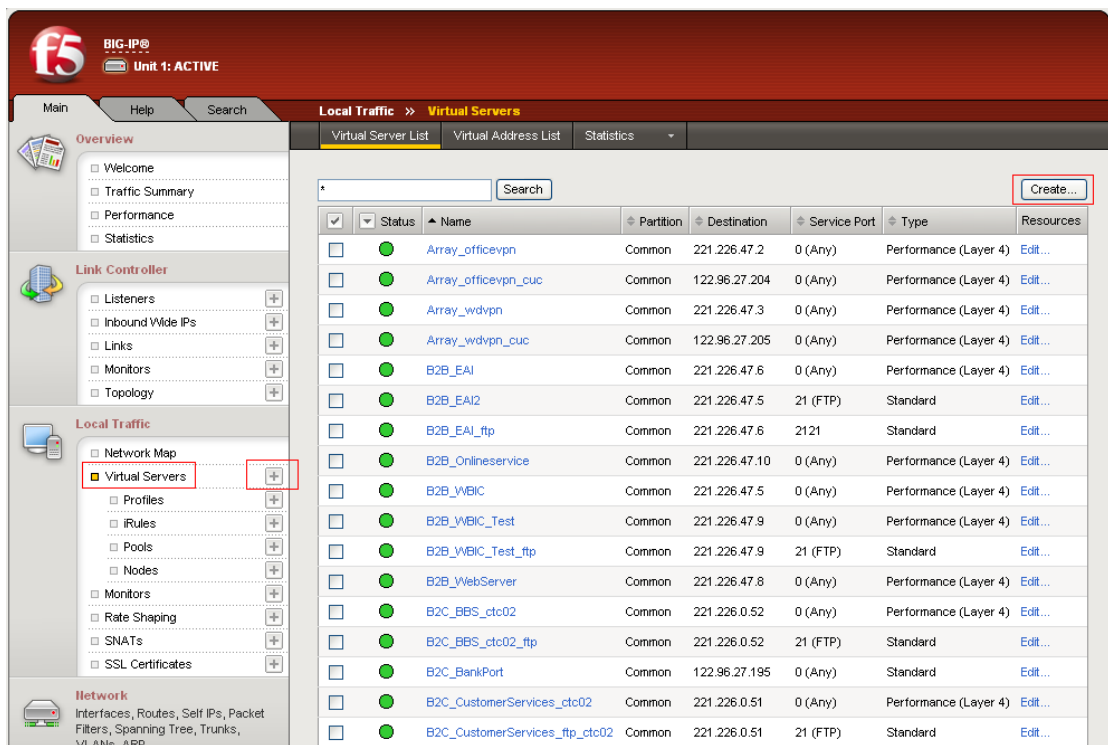 f5
BIG-IP®
Unit 1: ACTIVE
Main Help Search
Local Traffic » Virtual Servers
Virtual Server List Virtual Address List Statistics
Overview
Welcome
Traffic Summary
Performance
Statistics
Link Controller
Listeners
Inbound Wide IPs
Links
Monitors
Topology
Local Traffic
Network Map
Virtual Servers
Profiles
iRules
Pools
Nodes
Monitors
Rate Shaping
SNATs
SSL Certificates
Network
Interfaces, Routes, Self IPs, Packet
Filters, Spanning Tree, Trunks,
VLANs, ARP
* Search Create...
Status Name Partition Destination Service Port Type Resources
Array_officevpn Common 221.226.47.2 0 (Any) Performance (Layer 4) Edit...
Array_officevpn_cuc Common 122.96.27.204 0 (Any) Performance (Layer 4) Edit...
Array_wdvpn Common 221.226.47.3 0 (Any) Performance (Layer 4) Edit...
Array_wdvpn_cuc Common 122.96.27.205 0 (Any) Performance (Layer 4) Edit...
B2B_EAI Common 221.226.47.6 0 (Any) Performance (Layer 4) Edit...
B2B_EAI2 Common 221.226.47.5 21 (FTP) Standard Edit...
B2B_EAI_ftp Common 221.226.47.6 2121 Standard Edit...
B2B_Onlineservice Common 221.226.47.10 0 (Any) Performance (Layer 4) Edit...
B2B_WBIC Common 221.226.47.5 0 (Any) Performance (Layer 4) Edit...
B2B_WBIC_Test Common 221.226.47.9 0 (Any) Performance (Layer 4) Edit...
B2B_WBIC_Test_ftp Common 221.226.47.9 21 (FTP) Standard Edit...
B2B_WebServer Common 221.226.47.8 0 (Any) Performance (Layer 4) Edit...
B2C_BBS_ctc02 Common 221.226.0.52 0 (Any) Performance (Layer 4) Edit...
B2C_BBS_ctc02_ftp Common 221.226.0.52 21 (FTP) Standard Edit...
B2C_BankPort Common 122.96.27.195 0 (Any) Performance (Layer 4) Edit...
B2C_CustomerServices_ctc02 Common 221.226.0.51 0 (Any) Performance (Layer 4) Edit...
B2C_CustomerServices_ftp_ctc02 Common 221.226.0.51 21 (FTP) Standard Edit...